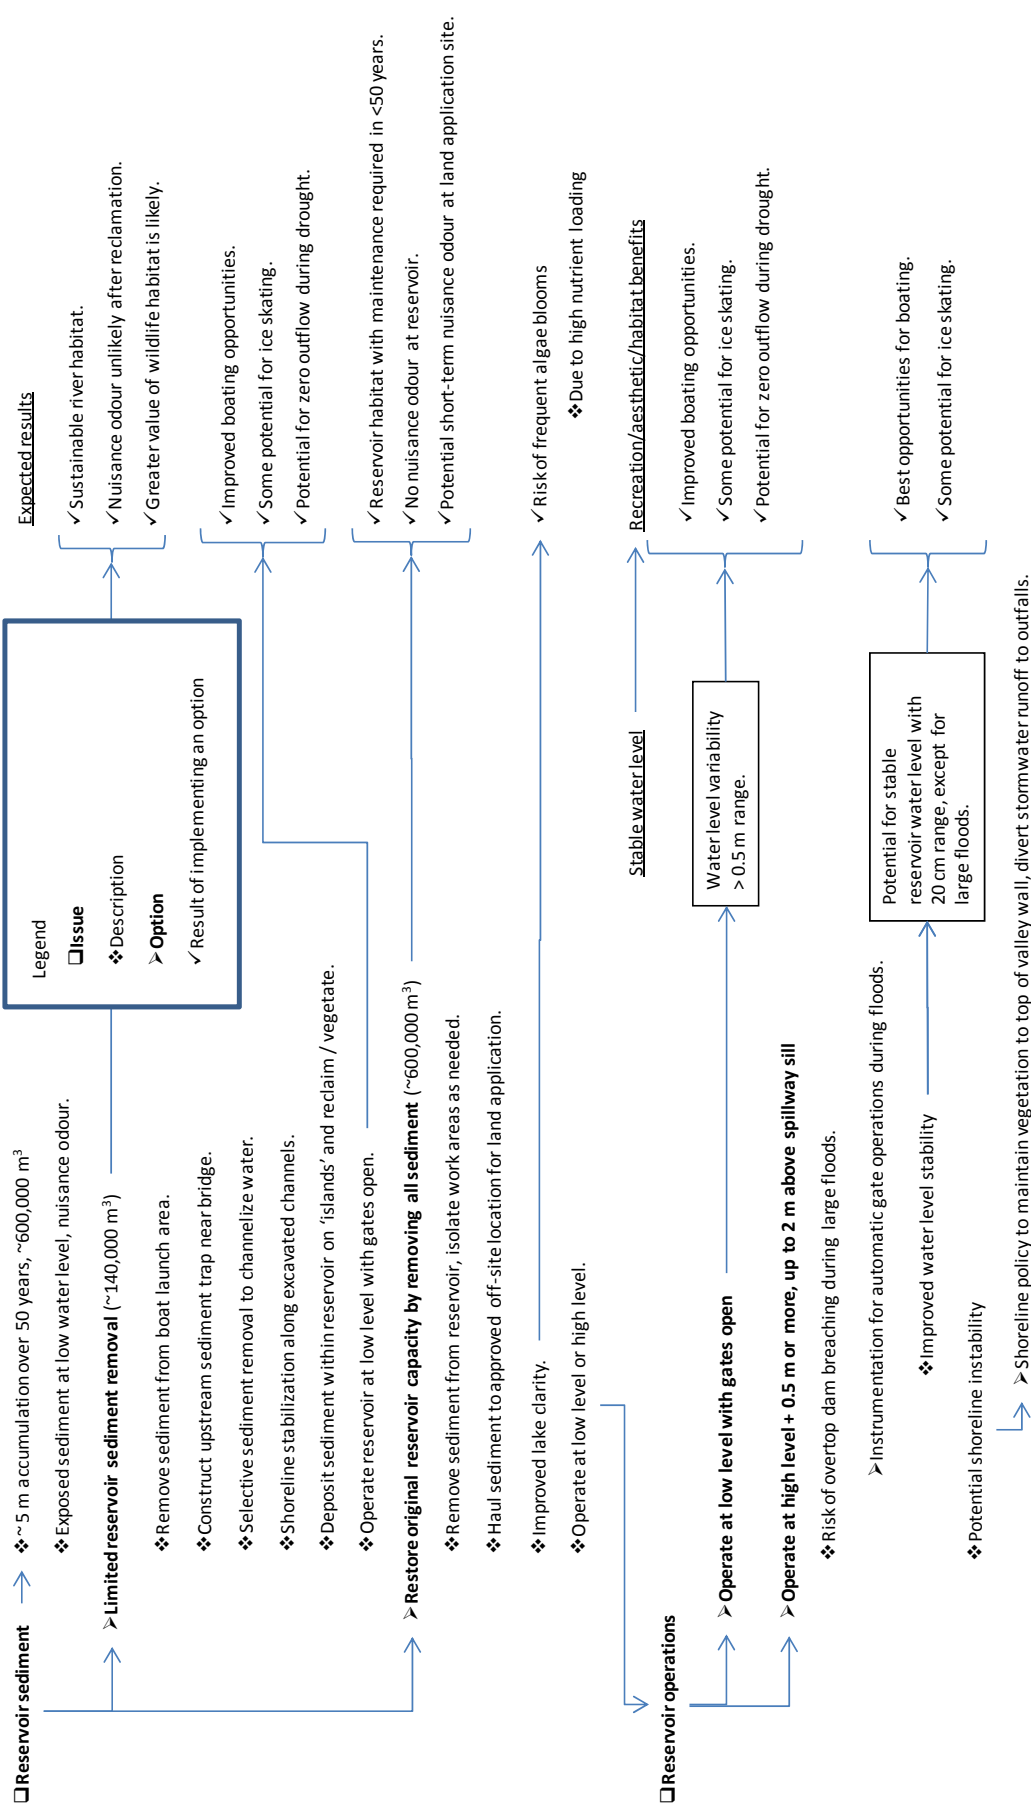 ❑Reservoir sediment
❖~ 5 m accumulation over 50 years, ~600,000 m³
❖Exposed sediment at low water level, nuisance odour.
Expected results
Legend
❑Issue
❖Description
➢Option
✓Result of implementing an option
➢Limited reservoir sediment removal (~140,000 m³)
✓Sustainable river habitat.
✓Nuisance odour unlikely after reclamation.
✓Greater value of wildlife habitat is likely.
❖Remove sediment from boat launch area.
❖Construct upstream sediment trap near bridge.
❖Selective sediment removal to channelize water.
❖Shoreline stabilization along excavated channels.
❖Deposit sediment within reservoir on ‘islands’ and reclaim / vegetate.
❖Operate reservoir at low level with gates open.
✓Improved boating opportunities.
✓Some potential for ice skating.
✓Potential for zero outflow during drought.
➢Restore original reservoir capacity by removing all sediment (~600,000 m³)
✓Reservoir habitat with maintenance required in <50 years.
✓No nuisance odour at reservoir.
✓Potential short-term nuisance odour at land application site.
❖Remove sediment from reservoir, isolate work areas as needed.
❖Haul sediment to approved off-site location for land application.
❖Improved lake clarity.
✓Risk of frequent algae blooms
❖Due to high nutrient loading
❖Operate at low level or high level.
❑Reservoir operations
Stable water level
Recreation/aesthetic/habitat benefits
➢Operate at low level with gates open
Water level variability
> 0.5 m range.
✓Improved boating opportunities.
✓Some potential for ice skating.
✓Potential for zero outflow during drought.
➢Operate at high level + 0.5 m or more, up to 2 m above spillway sill
❖Risk of overtop dam breaching during large floods.
➢Instrumentation for automatic gate operations during floods.
❖Improved water level stability
Potential for stable
reservoir water level with
20 cm range, except for
large floods.
✓Best opportunities for boating.
✓Some potential for ice skating.
❖Potential shoreline instability
➢Shoreline policy to maintain vegetation to top of valley wall, divert stormwater runoff to outfalls.